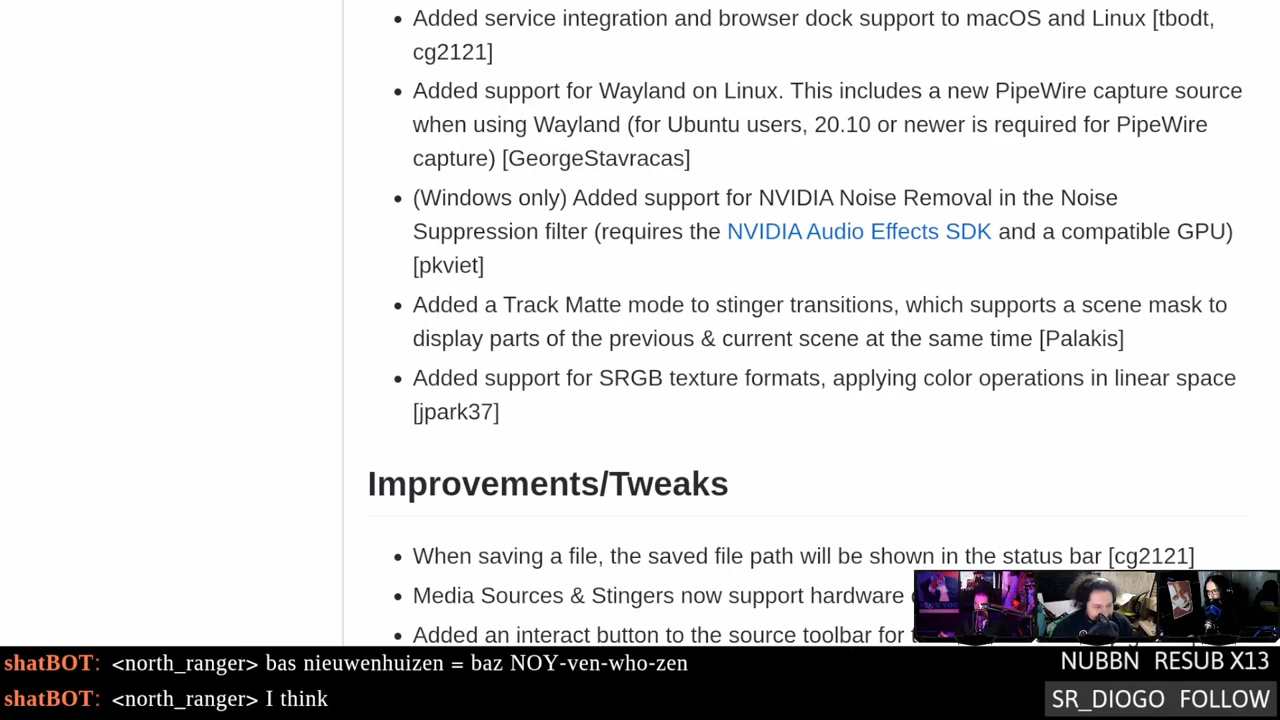 Added service integration and browser dock support to macOS and Linux [tbodt,
cg2121]
Added support for Wayland on Linux. This includes a new PipeWire capture source
when using Wayland (for Ubuntu users, 20.10 or newer is required for PipeWire
capture) [GeorgeStavracas]
(Windows only) Added support for NVIDIA Noise Removal in the Noise
Suppression filter (requires the NVIDIA Audio Effects SDK and a compatible GPU)
[pkviet]
Added a Track Matte mode to stinger transitions, which supports a scene mask to
display parts of the previous & current scene at the same time [Palakis]
Added support for SRGB texture formats, applying color operations in linear space
[jpark37]
Improvements/Tweaks
When saving a file, the saved file path will be shown in the status bar [cg2121]
Media Sources & Stingers now support hardware
Added an interact button to the source toolbar for
shatBOT: <north_ranger> bas nieuwenhuizen = baz NOY-ven-who-zen
NUBBN RESUB X13
shatBOT: <north_ranger> I think
SR_DIOGO FOLLOW